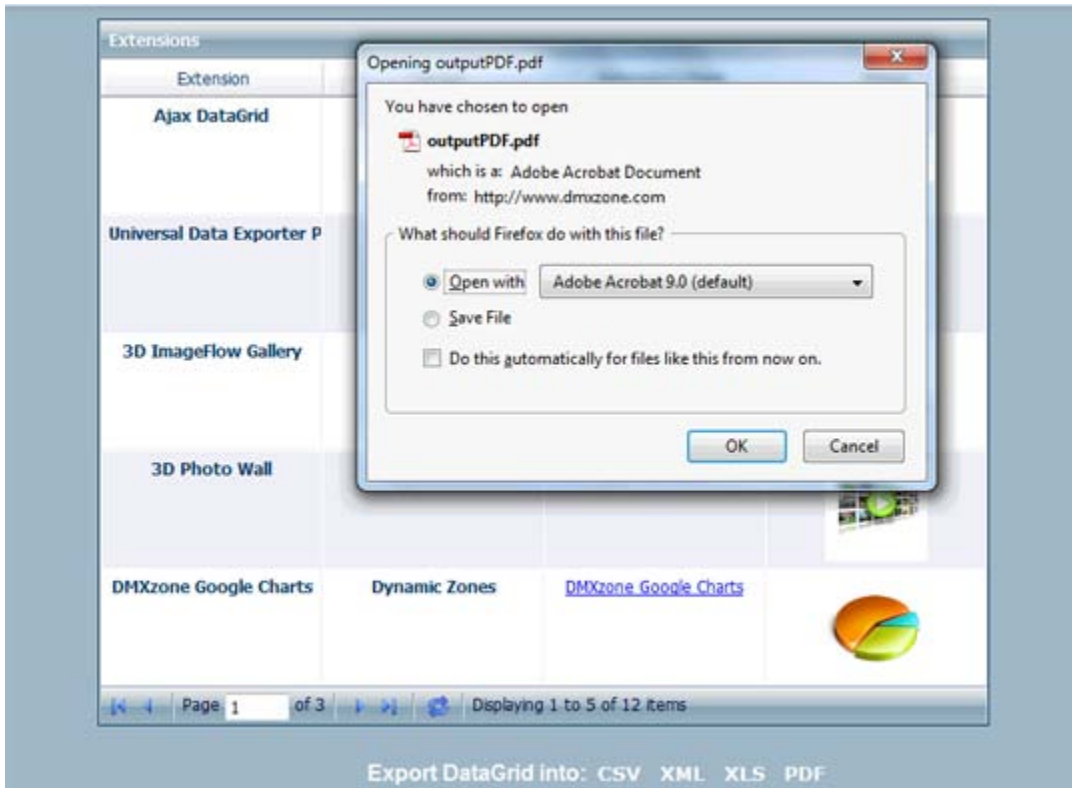 Extensions
Extension
Opening outputPDF.pdf
You have chosen to open
outputPDF.pdf
which is a: Adobe Acrobat Document
from: http://www.dmxzone.com
What should Firefox do with this file?
Open with Adobe Acrobat 9.0 (default)
Save File
Do this automatically for files like this from now on.
OK Cancel
Ajax DataGrid
Universal Data Exporter P
3D ImageFlow Gallery
3D Photo Wall
DMXzone Google Charts Dynamic Zones DMXzone Google Charts
Page 1 of 3 Displaying 1 to 5 of 12 items
Export DataGrid into: CSV XML XLS PDF